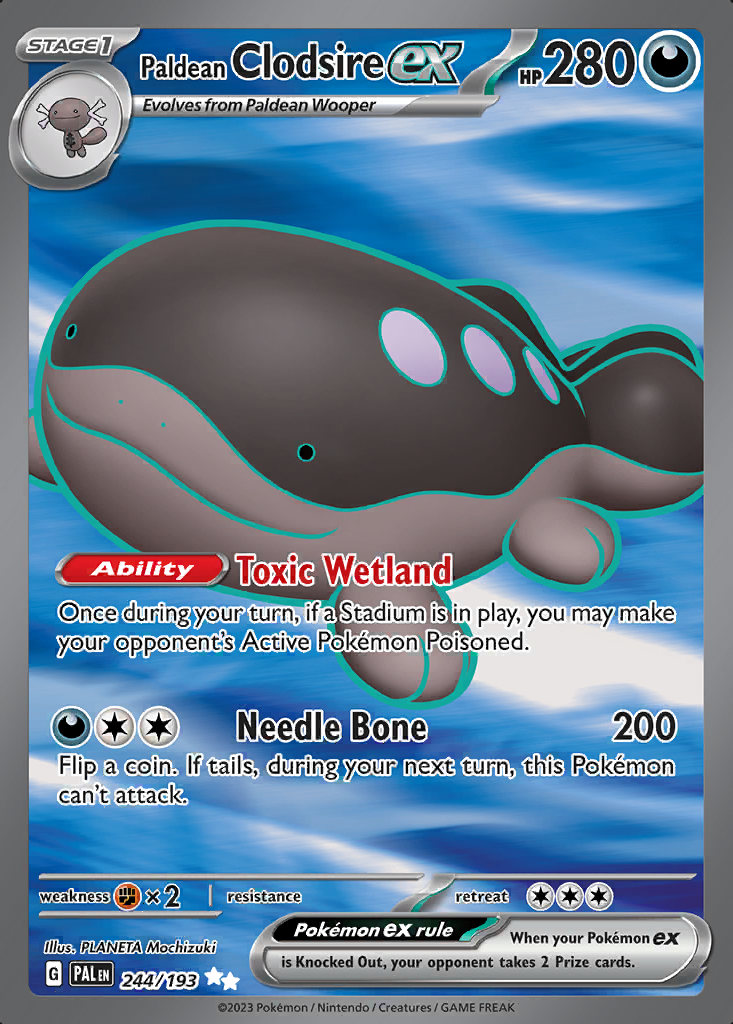 STAGE1
Paldean Clodsire ex HP 280
Evolves from Paldean Wooper
Ability Toxic Wetland
Once during your turn, if a Stadium is in play, you may make
your opponent's Active Pokémon Poisoned.
Needle Bone 200
Flip a coin. If tails, during your next turn, this Pokémon
can't attack.
weakness ×2 resistance retreat
Pokémon ex rule
When your Pokémon ex
is Knocked Out, your opponent takes 2 Prize cards.
Illus. PLANETA Mochizuki
G PAL EN 244/193
©2023 Pokémon / Nintendo / Creatures / GAME FREAK